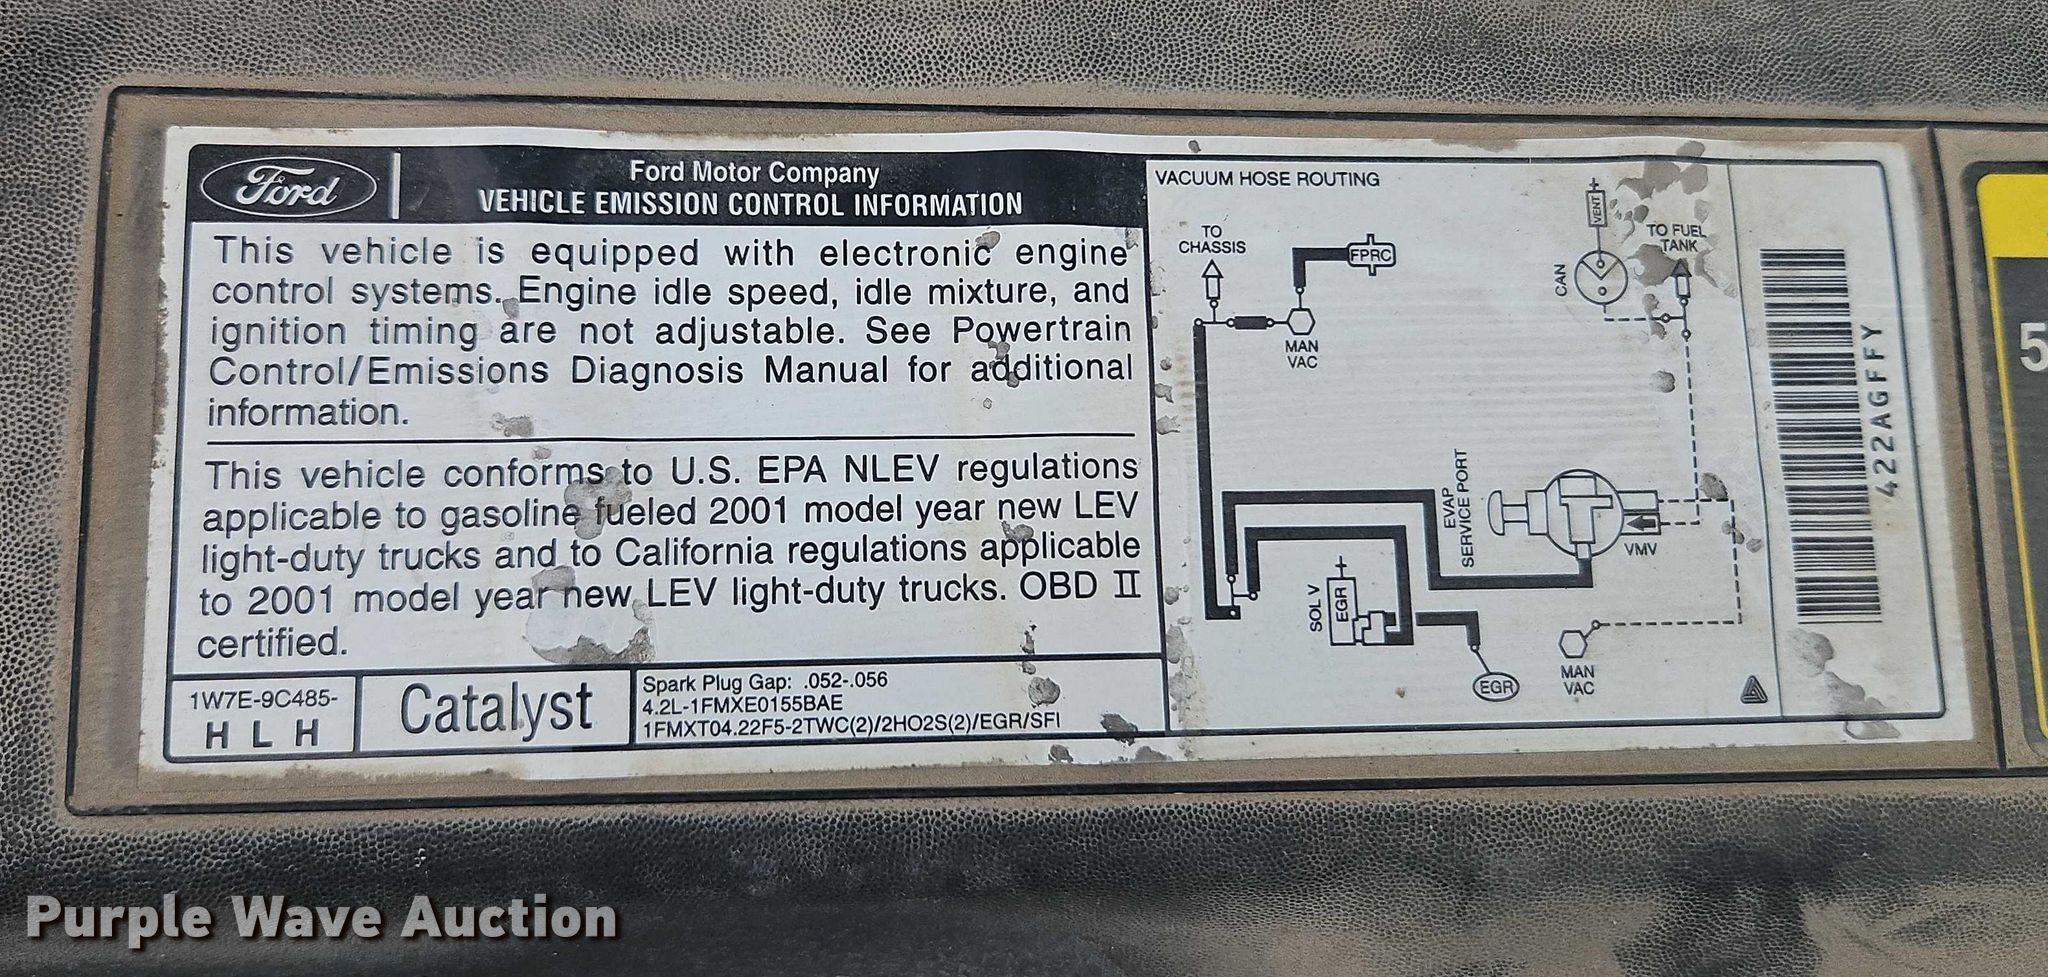 Ford
Ford Motor Company
VEHICLE EMISSION CONTROL INFORMATION
This vehicle is equipped with electronic engine
control systems. Engine idle speed, idle mixture, and
ignition timing are not adjustable. See Powertrain
Control/Emissions Diagnosis Manual for additional
information.
This vehicle conforms to U.S. EPA NLEV regulations
applicable to gasoline fueled 2001 model year new LEV
light-duty trucks and to California regulations applicable
to 2001 model year new LEV light-duty trucks. OBD II
certified.
1W7E-9C485-
H L H
Catalyst
Spark Plug Gap: .052-.056
4.2L-1FMXE0155BAE
1FMXT04.22F5-2TWC(2)/2HO2S(2)/EGR/SFI
VACUUM HOSE ROUTING
TO
CHASSIS
FPRC
MAN
VAC
VENT
CAN
TO FUEL
TANK
EVAP
SERVICE PORT
VMV
SOL V
EGR
EGR
MAN
VAC
422AGFFY
5
Purple Wave Auction